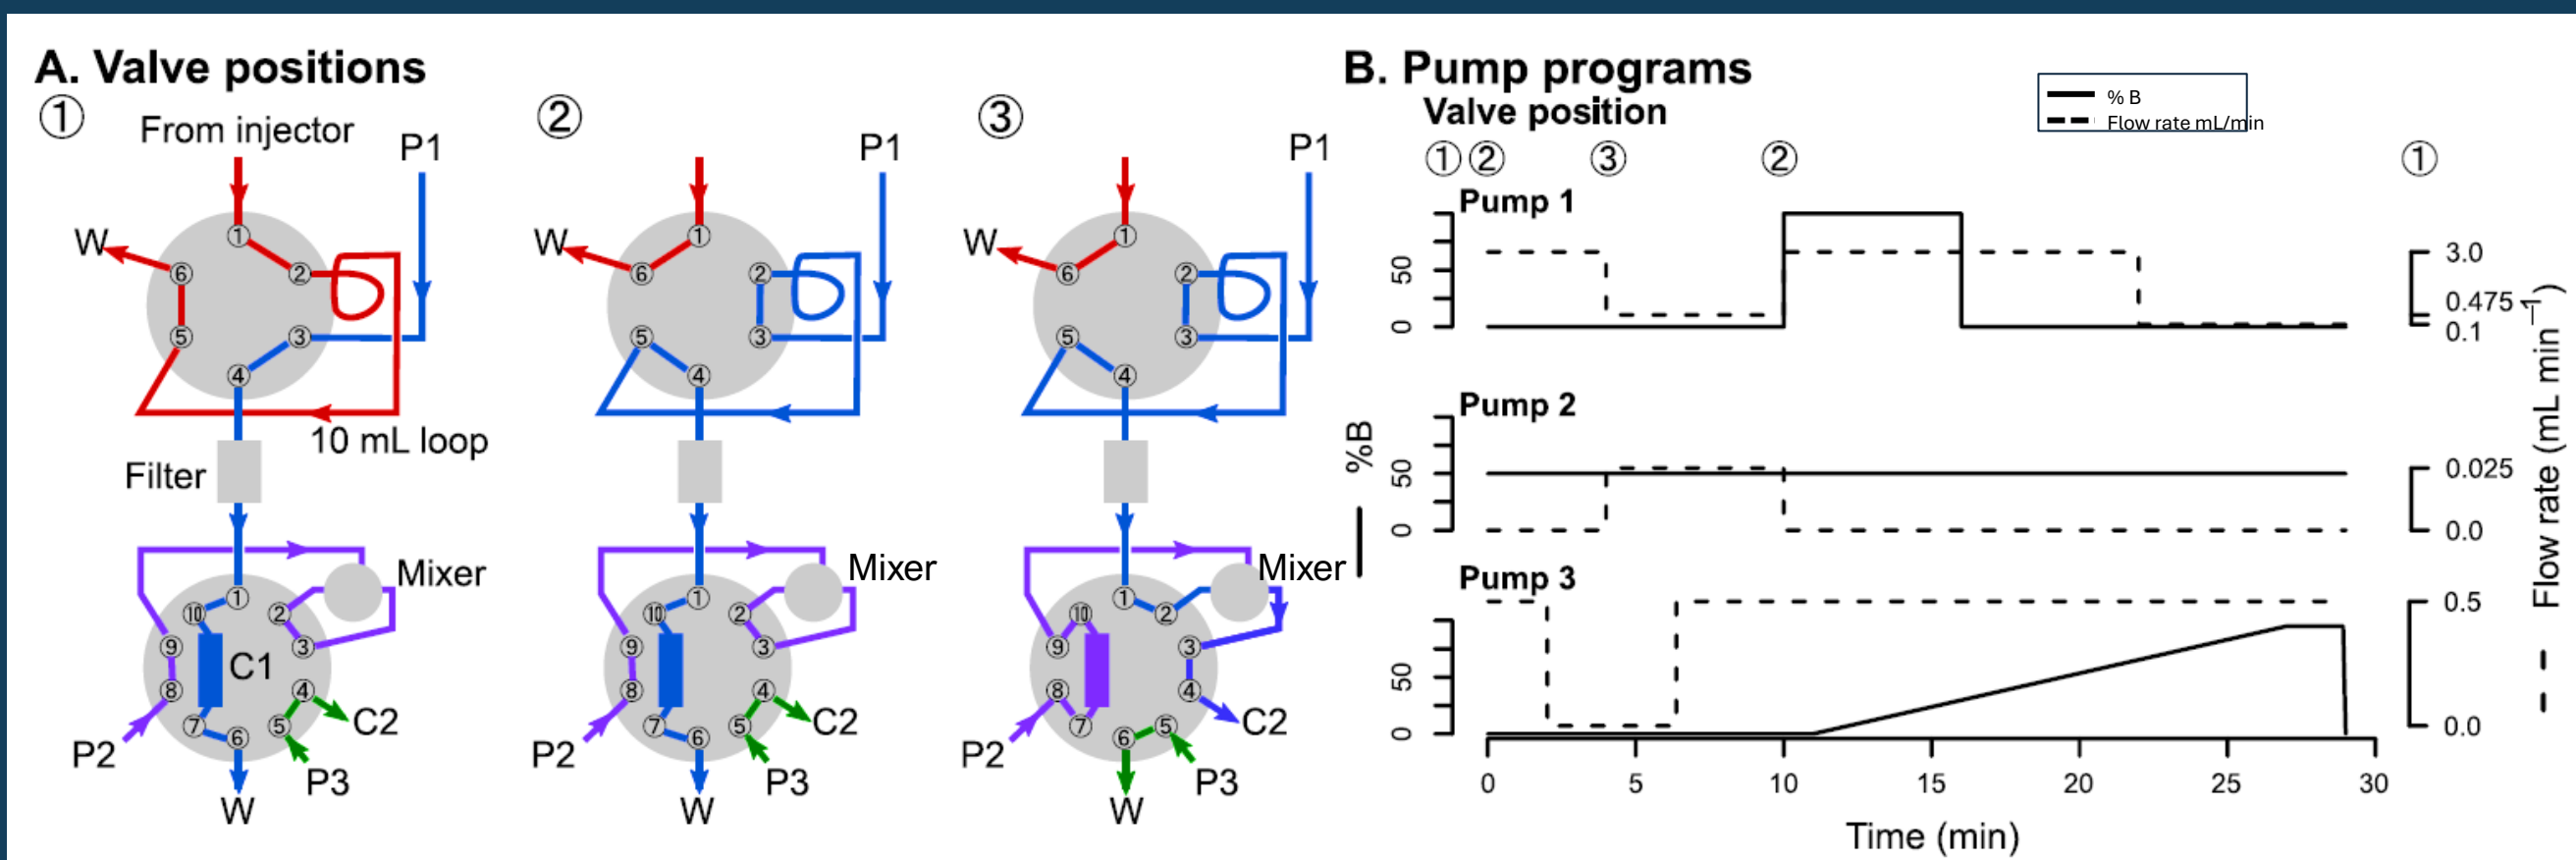 A. Valve positions
① ② ③
From injector
P1 P1 P1
W W W
① ① ①
⑥ ② ⑥ ② ⑥ ②
⑤ ③ ⑤ ③ ⑤ ③
④ ④ ④
10 mL loop
Filter
Mixer Mixer Mixer
① ① ①
⑩ ② ⑩ ② ⑩ ②
⑨ ③ ⑨ ③ ⑨ ③
C1
⑧ ④ ⑧ ④ ⑧ ④
⑦ ⑤ ⑦ ⑤ ⑦ ⑤
⑥ ⑥ ⑥
C2 C2 C2
P2 P2 P2
P3 P3 P3
W W W
B. Pump programs
% B
Flow rate mL/min
Valve position
① ② ③ ② ①
Pump 1
50
0
3.0
0.475
0.1
Pump 2
50
0
0.025
0.0
Pump 3
50
0
0.5
0.0
%B
Flow rate (mL min⁻¹)
0 5 10 15 20 25 30
Time (min)